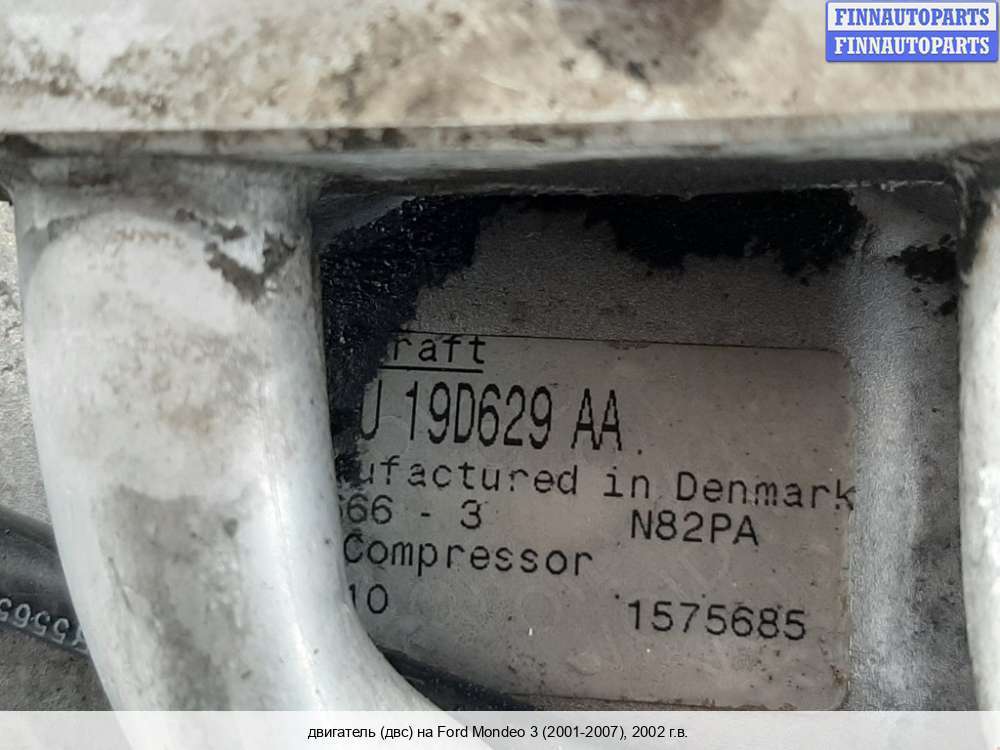 FINNAUTOPARTS
FINNAUTOPARTS
raft
U 19D629 AA
ufactured in Denmark
666 - 3 N82PA
Compressor
10 1575685
двигатель (двс) на Ford Mondeo 3 (2001-2007), 2002 г.в.